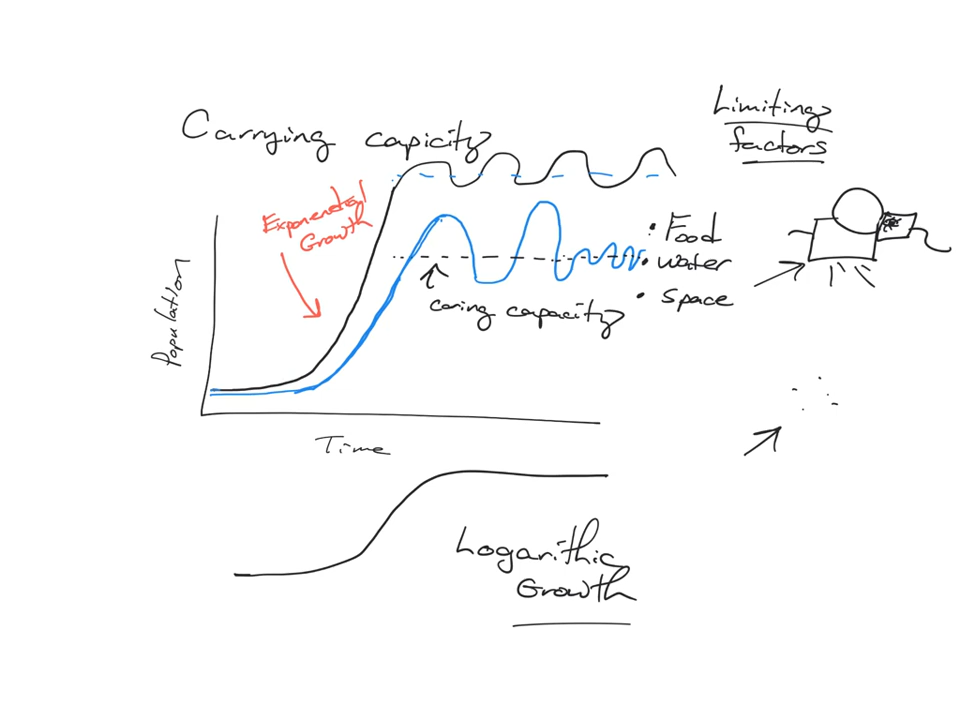 Carrying capicity
Limiting
factors
Exponential
Growth
• Food
• water
• space
Caring capacity
Population
Time
Logarithic
Growth